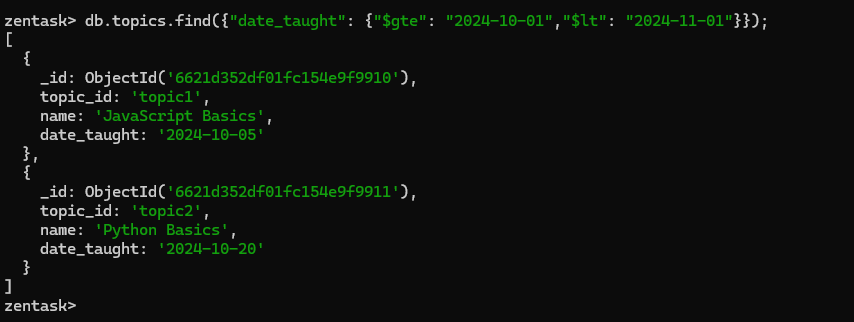 zentask> db.topics.find({"date_taught": {"$gte": "2024-10-01","$lt": "2024-11-01"}});
[
  {
    _id: ObjectId('6621d352df01fc154e9f9910'),
    topic_id: 'topic1',
    name: 'JavaScript Basics',
    date_taught: '2024-10-05'
  },
  {
    _id: ObjectId('6621d352df01fc154e9f9911'),
    topic_id: 'topic2',
    name: 'Python Basics',
    date_taught: '2024-10-20'
  }
]
zentask>